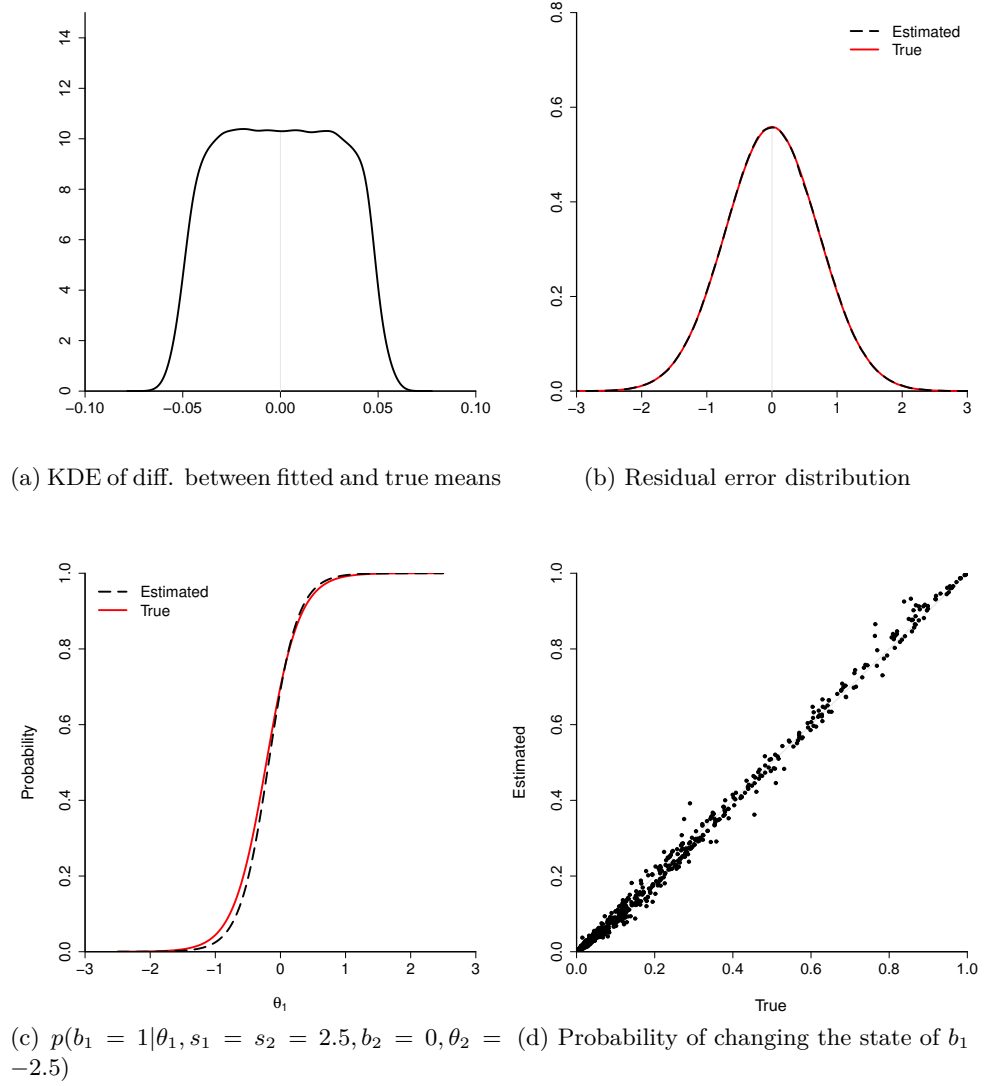 0 2 4 6 8 10 12 14
−0.10 −0.05 0.00 0.05 0.10
(a) KDE of diff. between fitted and true means
0.0 0.2 0.4 0.6 0.8
Estimated
True
−3 −2 −1 0 1 2 3
(b) Residual error distribution
Probability
0.0 0.2 0.4 0.6 0.8 1.0
Estimated
True
−3 −2 −1 0 1 2 3
θ₁
(c) p(b₁ = 1|θ₁, s₁ = s₂ = 2.5, b₂ = 0, θ₂ =
−2.5)
Estimated
0.0 0.2 0.4 0.6 0.8 1.0
0.0 0.2 0.4 0.6 0.8 1.0
True
(d) Probability of changing the state of b₁